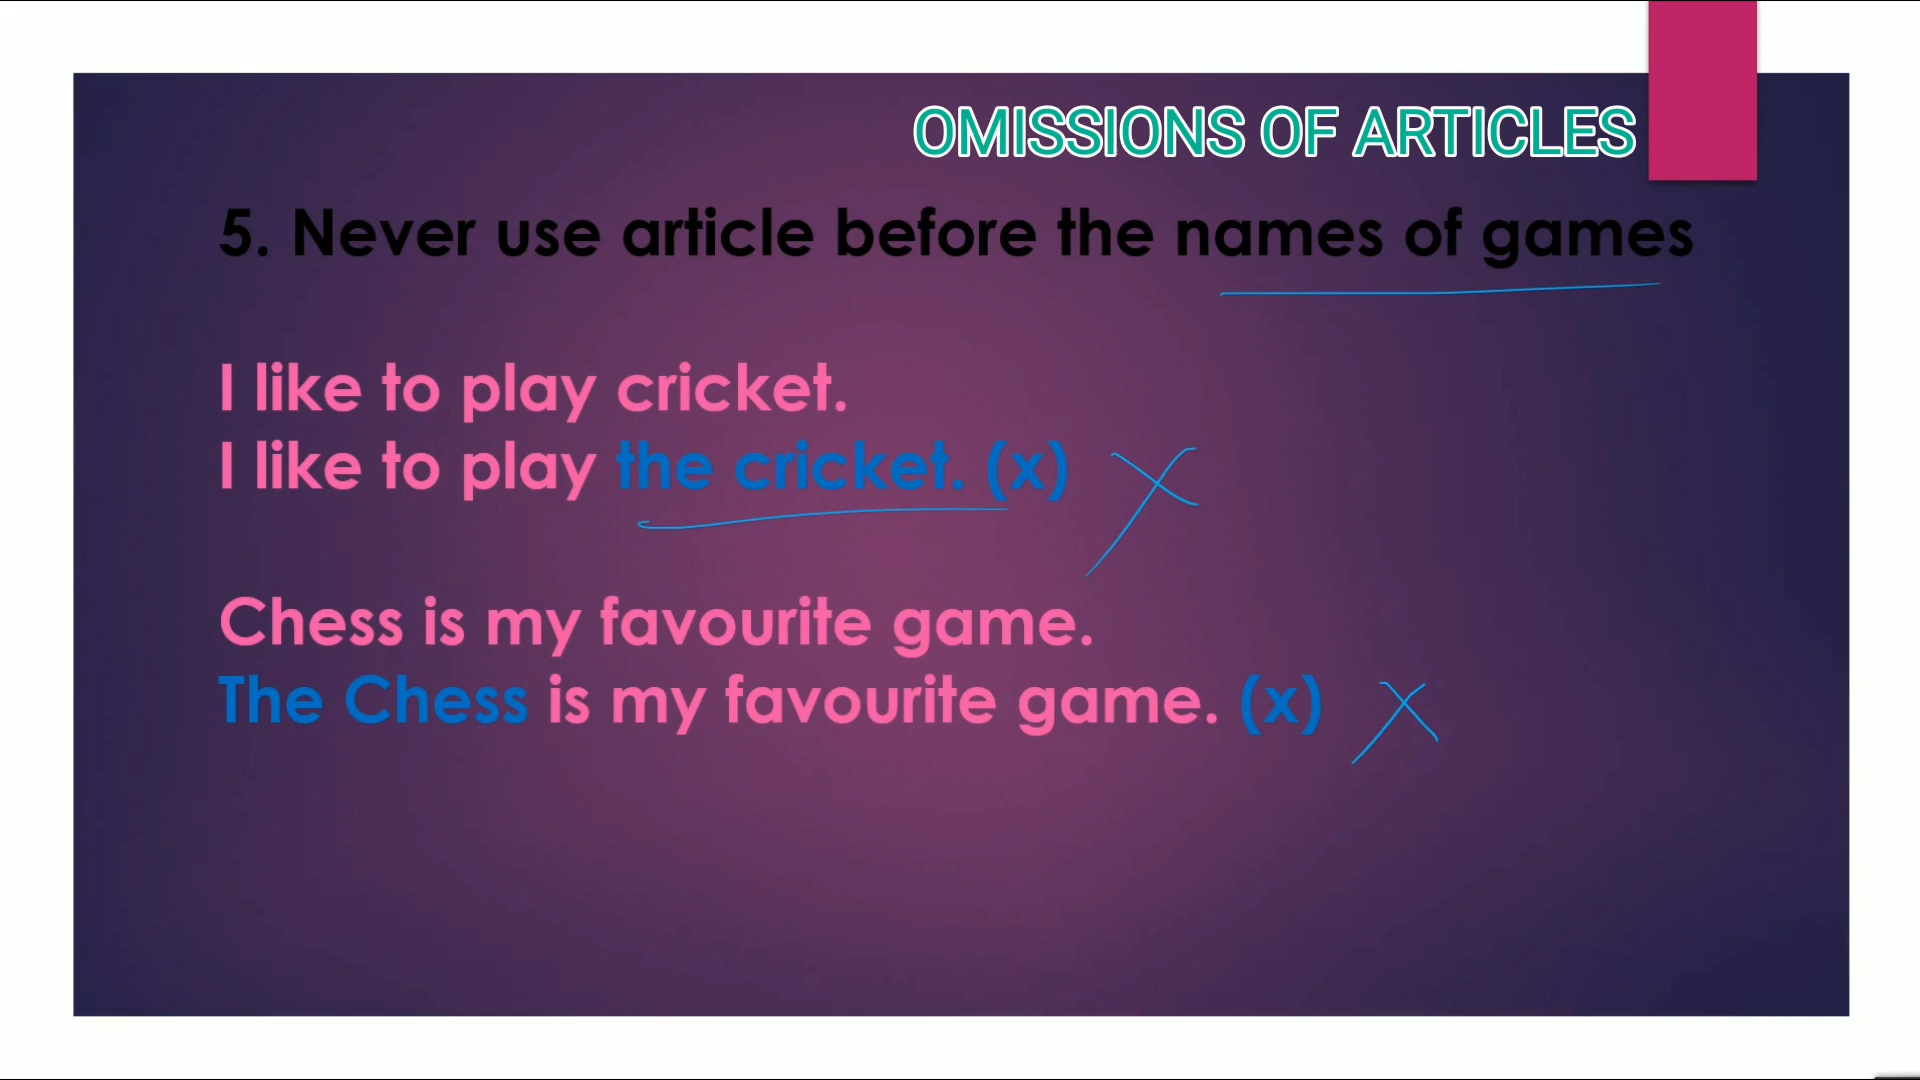 OMISSIONS OF ARTICLES
5. Never use article before the names of games
I like to play cricket.
I like to play the cricket. (x)
Chess is my favourite game.
The Chess is my favourite game. (x)